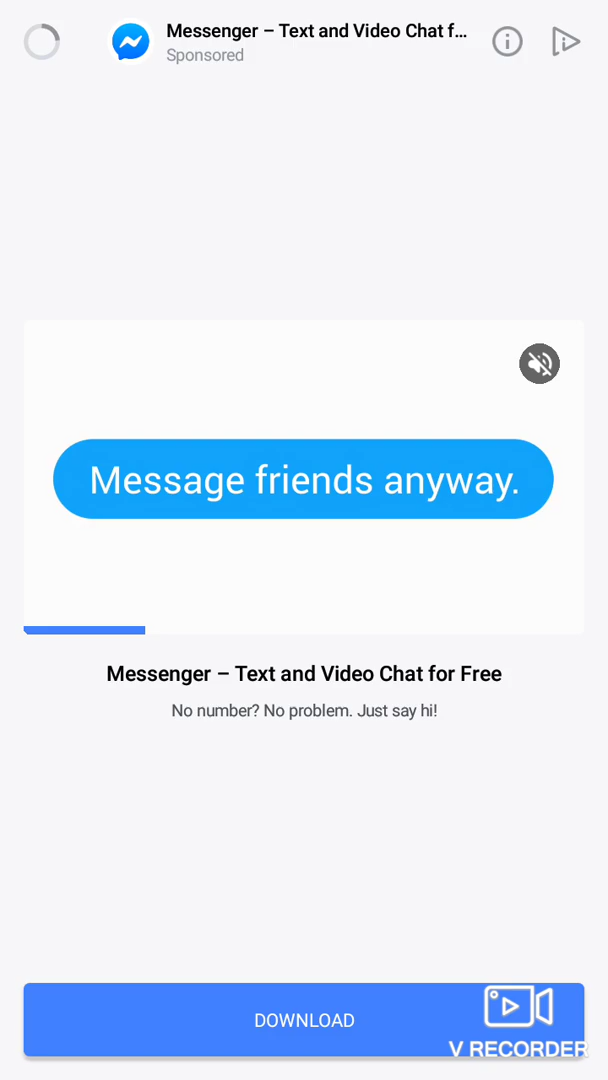 Messenger – Text and Video Chat f...
Sponsored
Message friends anyway.
Messenger – Text and Video Chat for Free
No number? No problem. Just say hi!
DOWNLOAD
V RECORDER